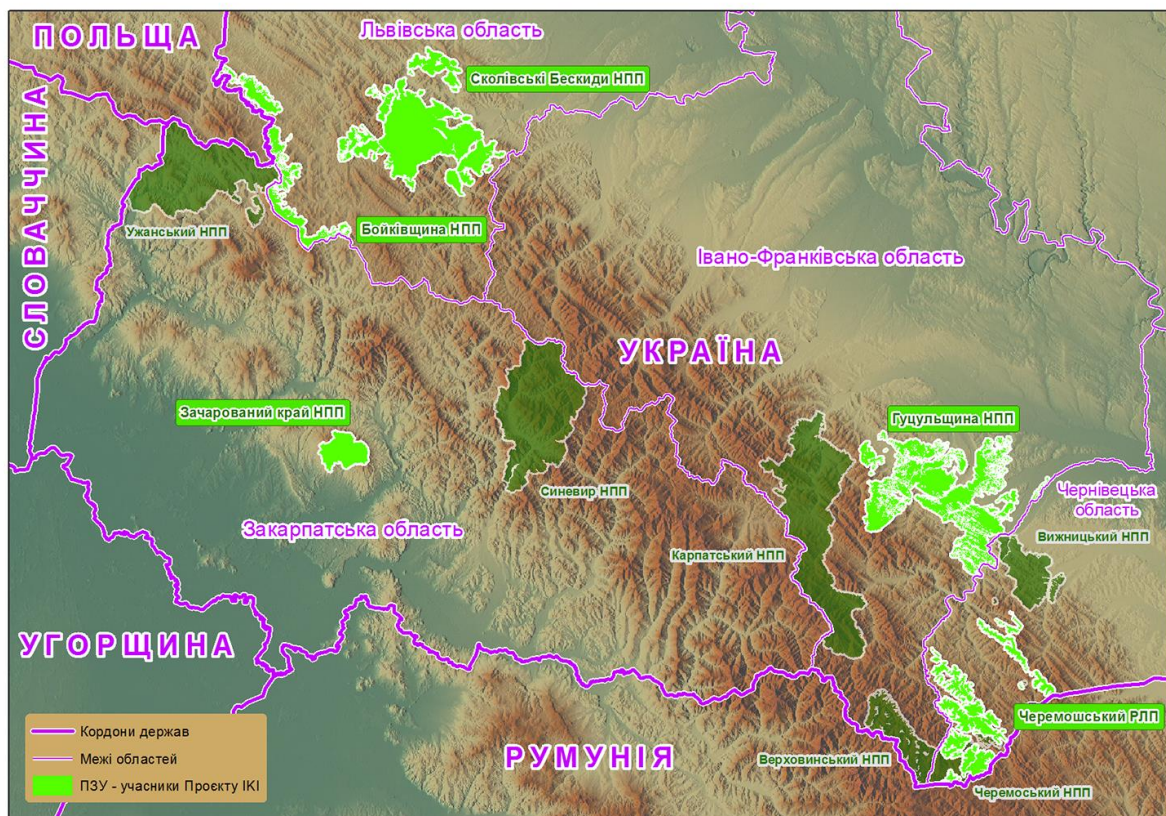 ПОЛЬЩА
Львівська область
Сколівські Бескиди НПП
СЛОВАЧЧИНА
Ужанський НПП
Бойківщина НПП
Івано-Франківська область
УКРАЇНА
Зачарований край НПП
Гуцульщина НПП
Синевир НПП
Чернівецька
область
Закарпатська область
Вижницький НПП
Карпатський НПП
УГОРЩИНА
Черемошський РЛП
РУМУНІЯ
Верховинський НПП
Черемоський НПП
Кордони держав
Межі областей
ПЗУ - учасники Проєкту ІКІ